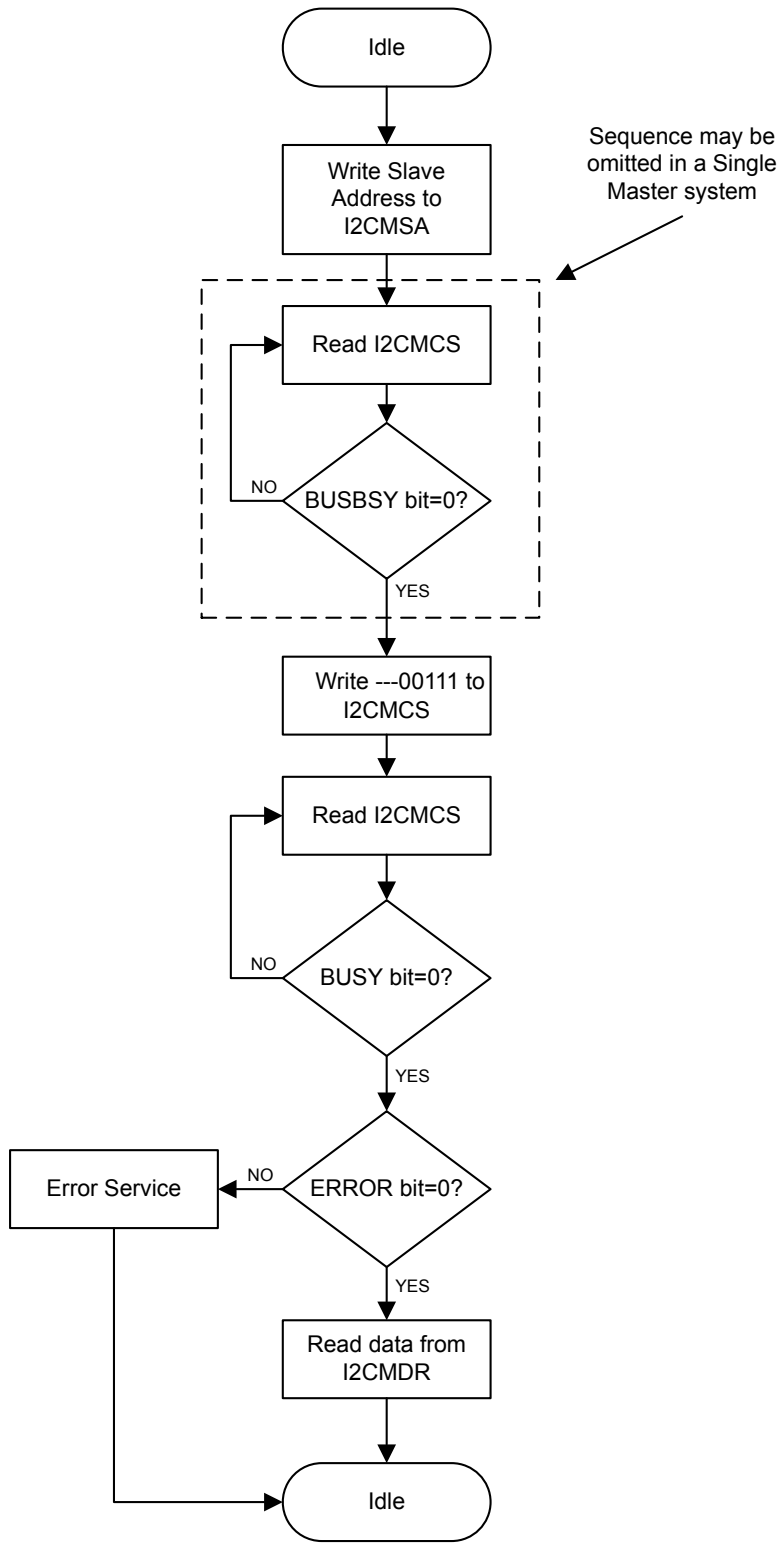 Idle
Write Slave
Address to
I2CMSA
Sequence may be
omitted in a Single
Master system
Read I2CMCS
NO
BUSBSY bit=0?
YES
Write ---00111 to
I2CMCS
Read I2CMCS
NO
BUSY bit=0?
YES
Error Service
NO
ERROR bit=0?
YES
Read data from
I2CMDR
Idle